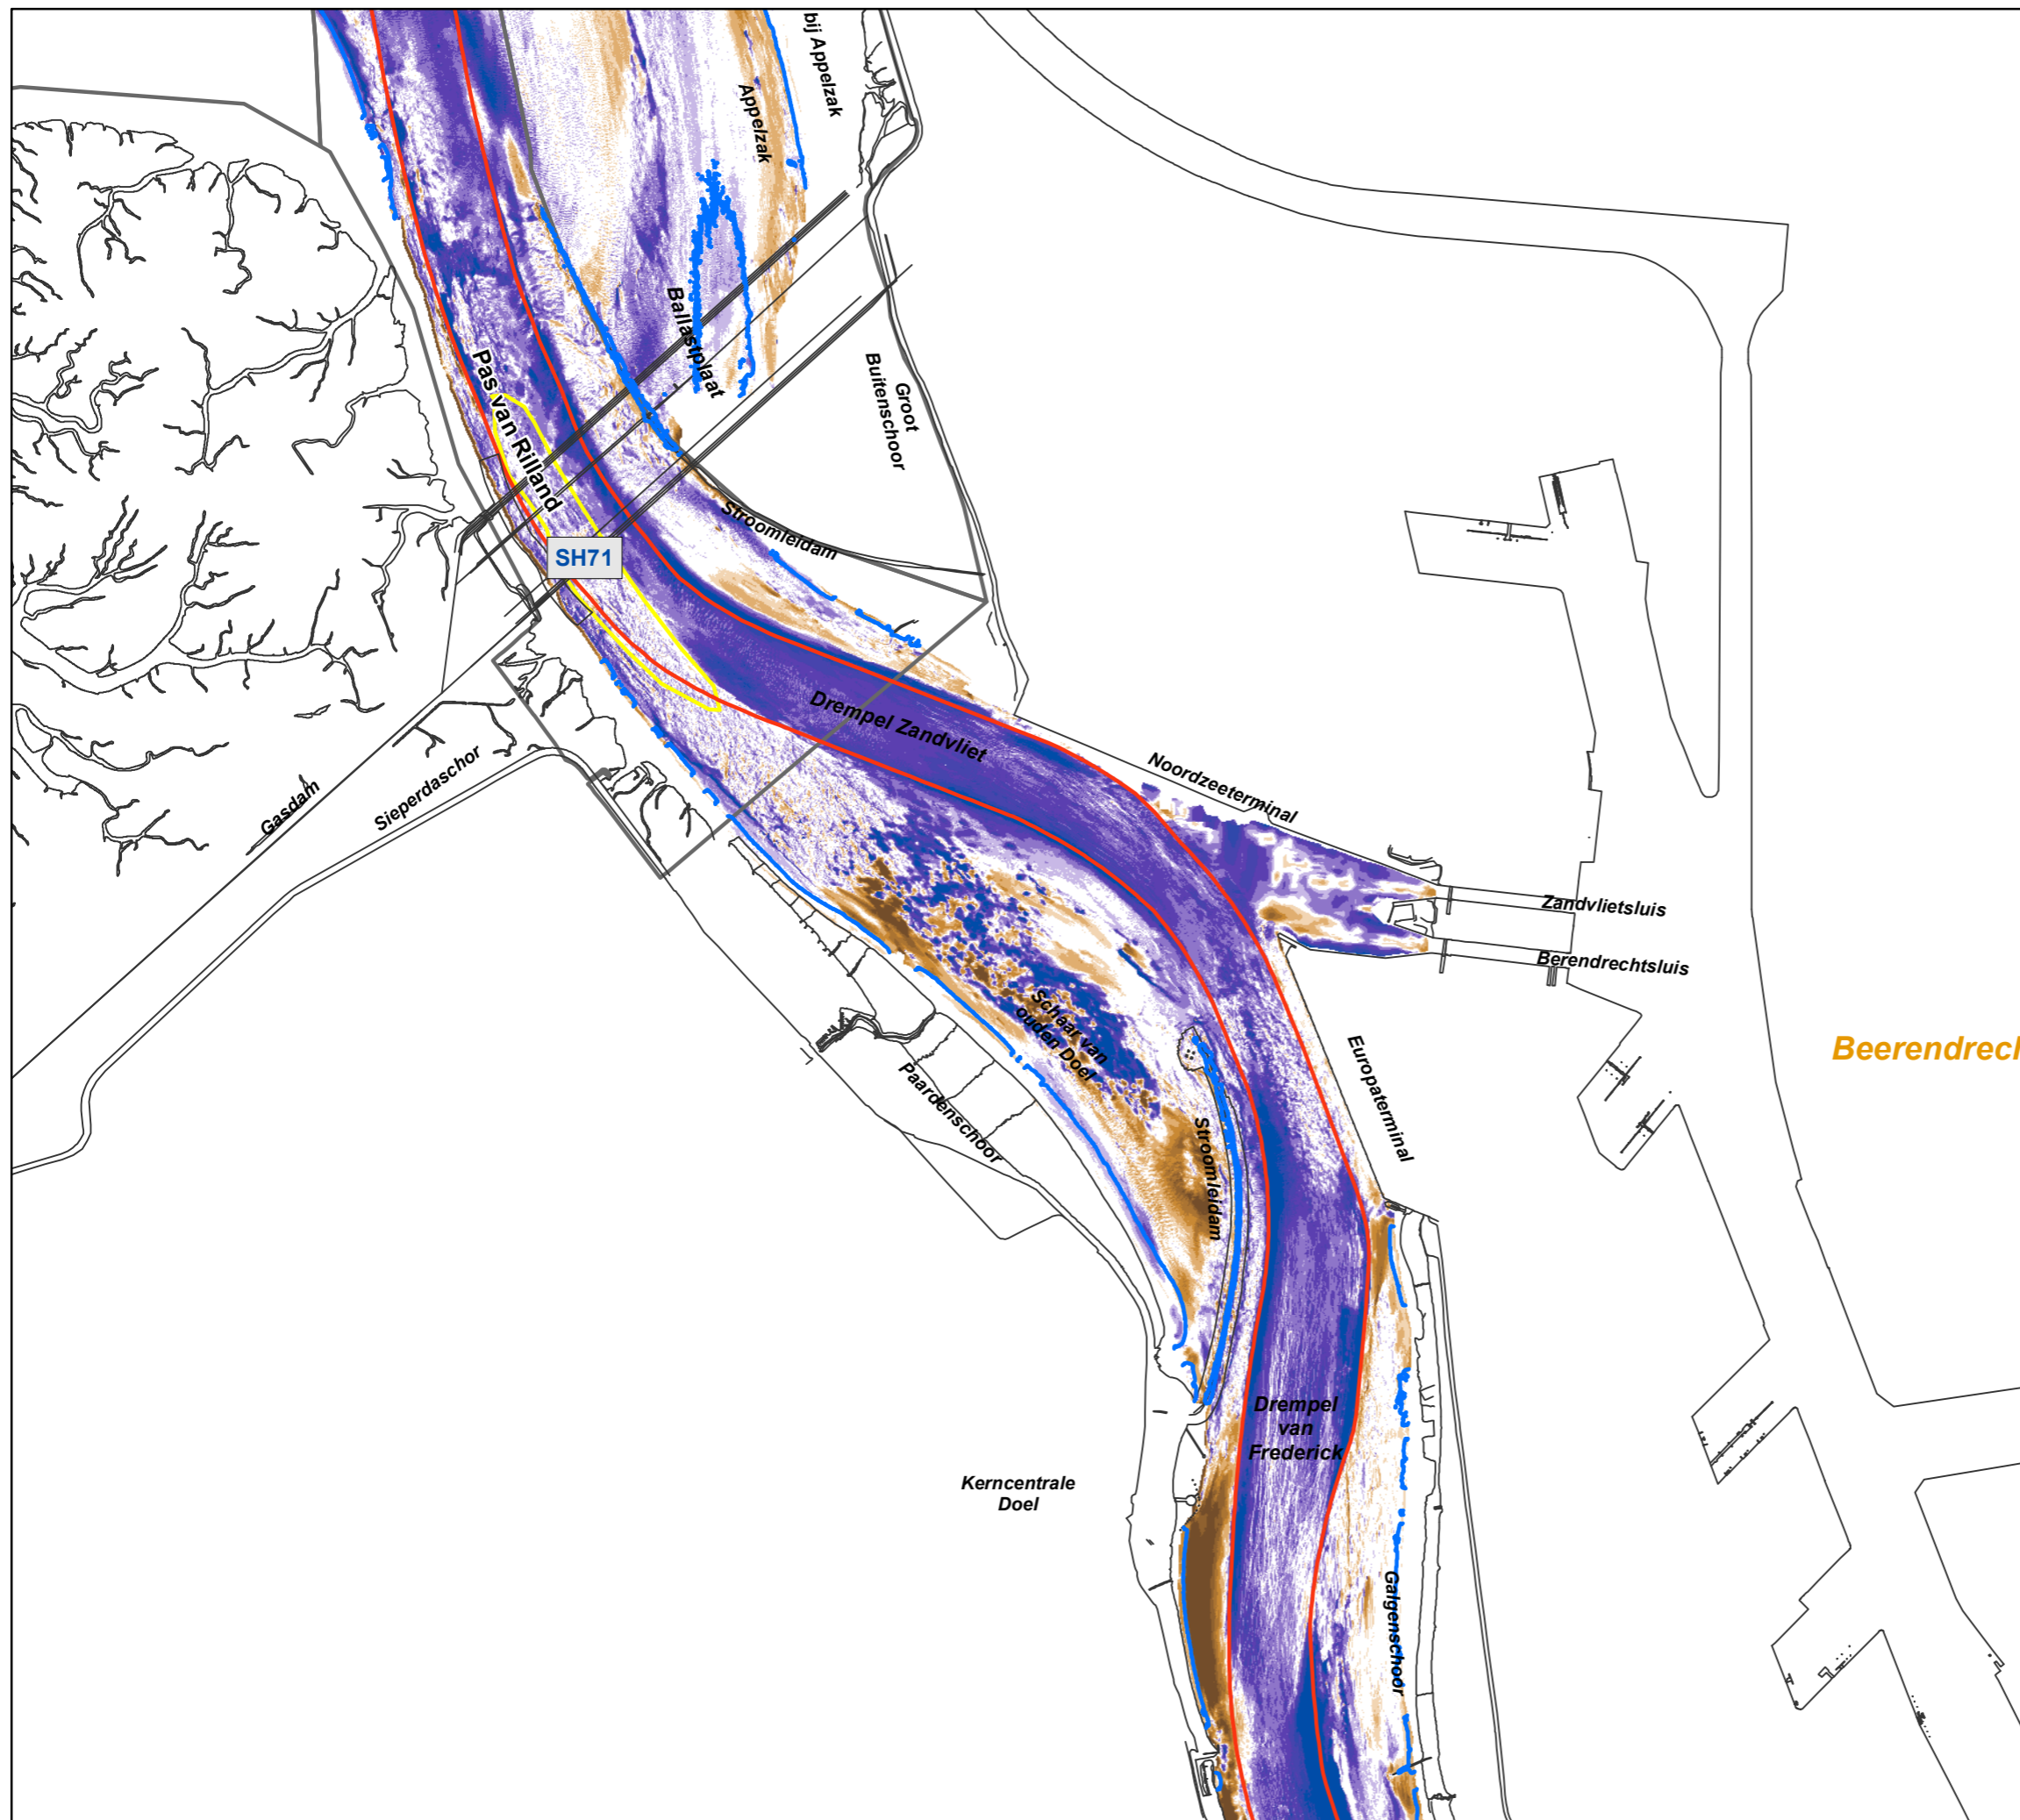 bij Appelzak
Appelzak
Ballastplaat
Groot
Buitenschoor
Pas van Rilland
Stroomleidam
SH71
Drempel Zandvliet
Noordzeeterminal
Gasdam
Sieperdaschor
Zandvlietsluis
Berendrechtsluis
Schaar van
ouden Doel
Europaterminal
Beerendrech
Paardenschoor
Stroomleidam
Drempel
van
Frederick
Kerncentrale
Doel
Galgenschoor